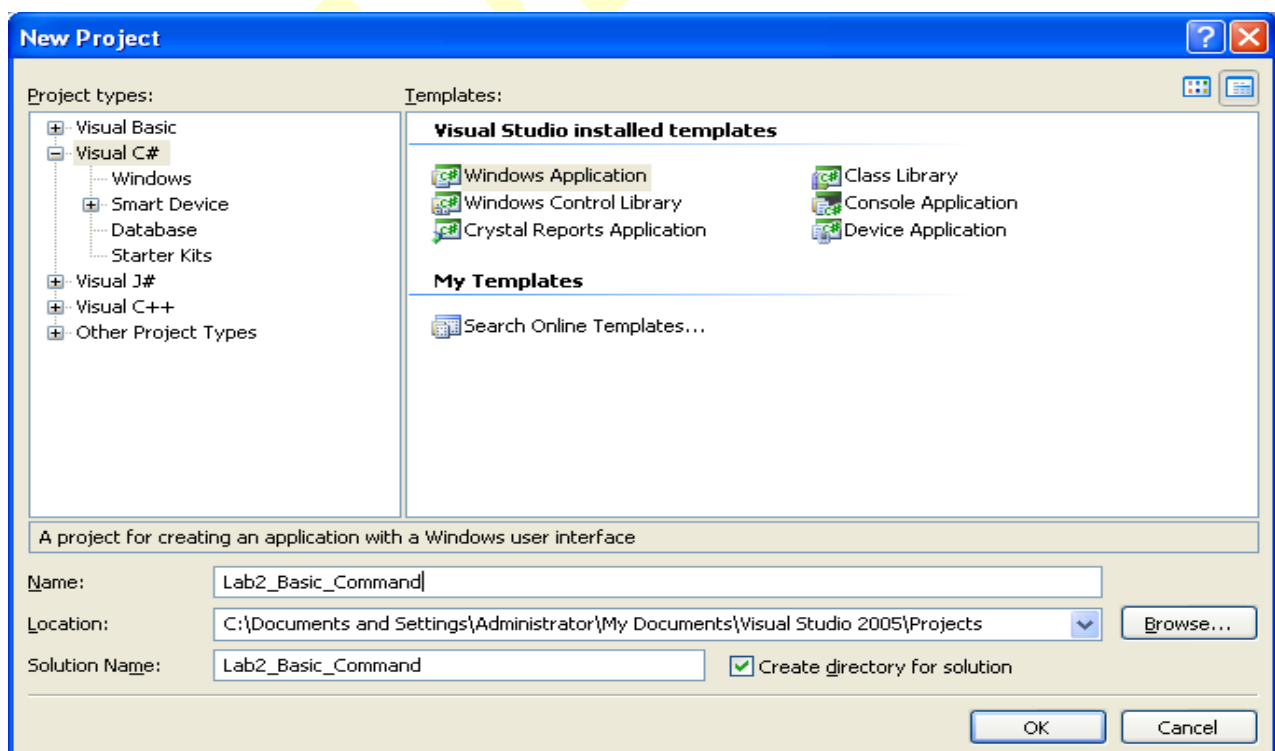 New Project
Project types:
Visual Basic
Visual C#
Windows
Smart Device
Database
Starter Kits
Visual J#
Visual C++
Other Project Types
Templates:
Visual Studio installed templates
Windows Application
Windows Control Library
Crystal Reports Application
Class Library
Console Application
Device Application
My Templates
Search Online Templates...
A project for creating an application with a Windows user interface
Name: Lab2_Basic_Command
Location: C:\Documents and Settings\Administrator\My Documents\Visual Studio 2005\Projects Browse...
Solution Name: Lab2_Basic_Command Create directory for solution
OK Cancel